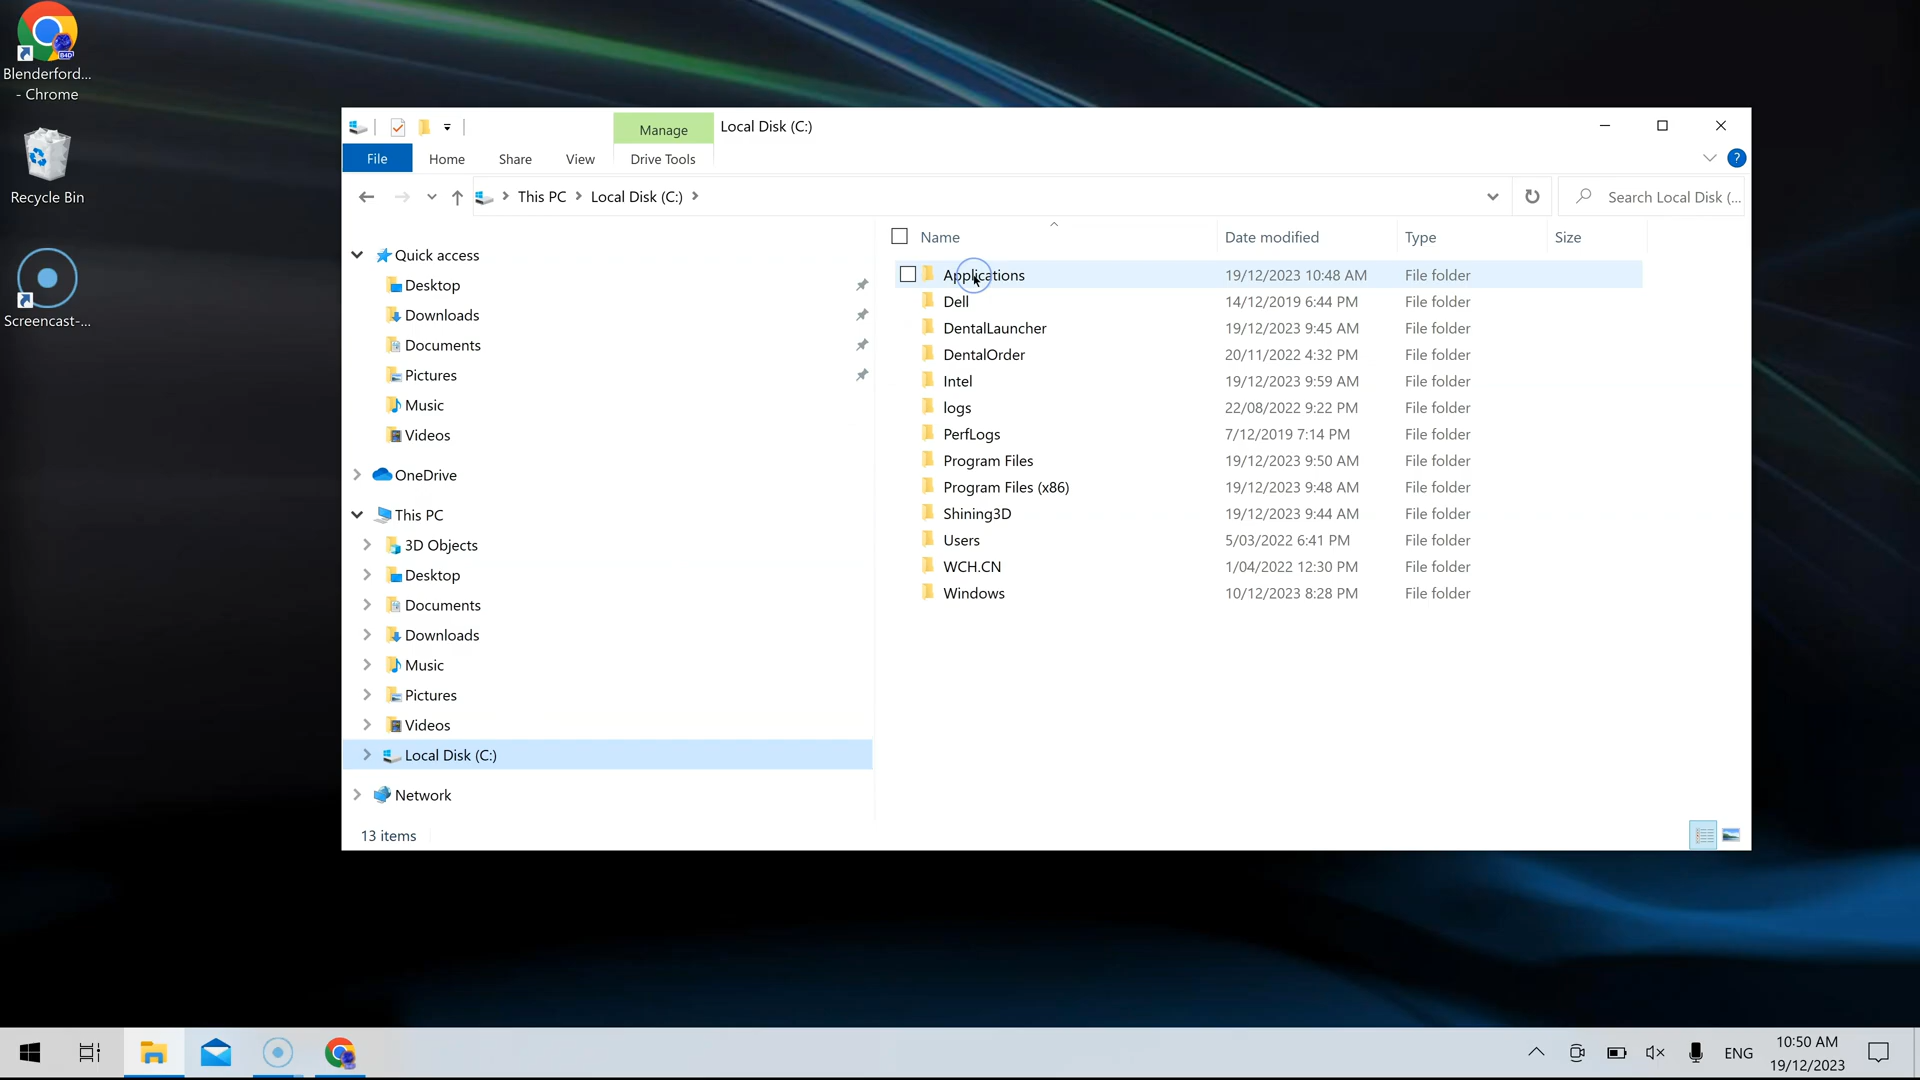 Blenderford...
- Chrome
Recycle Bin
Screencast-...
Manage
Local Disk (C:)
File
Home
Share
View
Drive Tools
?
This PC
Local Disk (C:)
Search Local Disk (...
Quick access
Desktop
Downloads
Documents
Pictures
Music
Videos
OneDrive
This PC
3D Objects
Desktop
Documents
Downloads
Music
Pictures
Videos
Local Disk (C:)
Network
Name Date modified Type Size
Applications 19/12/2023 10:48 AM File folder
Dell 14/12/2019 6:44 PM File folder
DentalLauncher 19/12/2023 9:45 AM File folder
DentalOrder 20/11/2022 4:32 PM File folder
Intel 19/12/2023 9:59 AM File folder
logs 22/08/2022 9:22 PM File folder
PerfLogs 7/12/2019 7:14 PM File folder
Program Files 19/12/2023 9:50 AM File folder
Program Files (x86) 19/12/2023 9:48 AM File folder
Shining3D 19/12/2023 9:44 AM File folder
Users 5/03/2022 6:41 PM File folder
WCH.CN 1/04/2022 12:30 PM File folder
Windows 10/12/2023 8:28 PM File folder
13 items
ENG
10:50 AM
19/12/2023